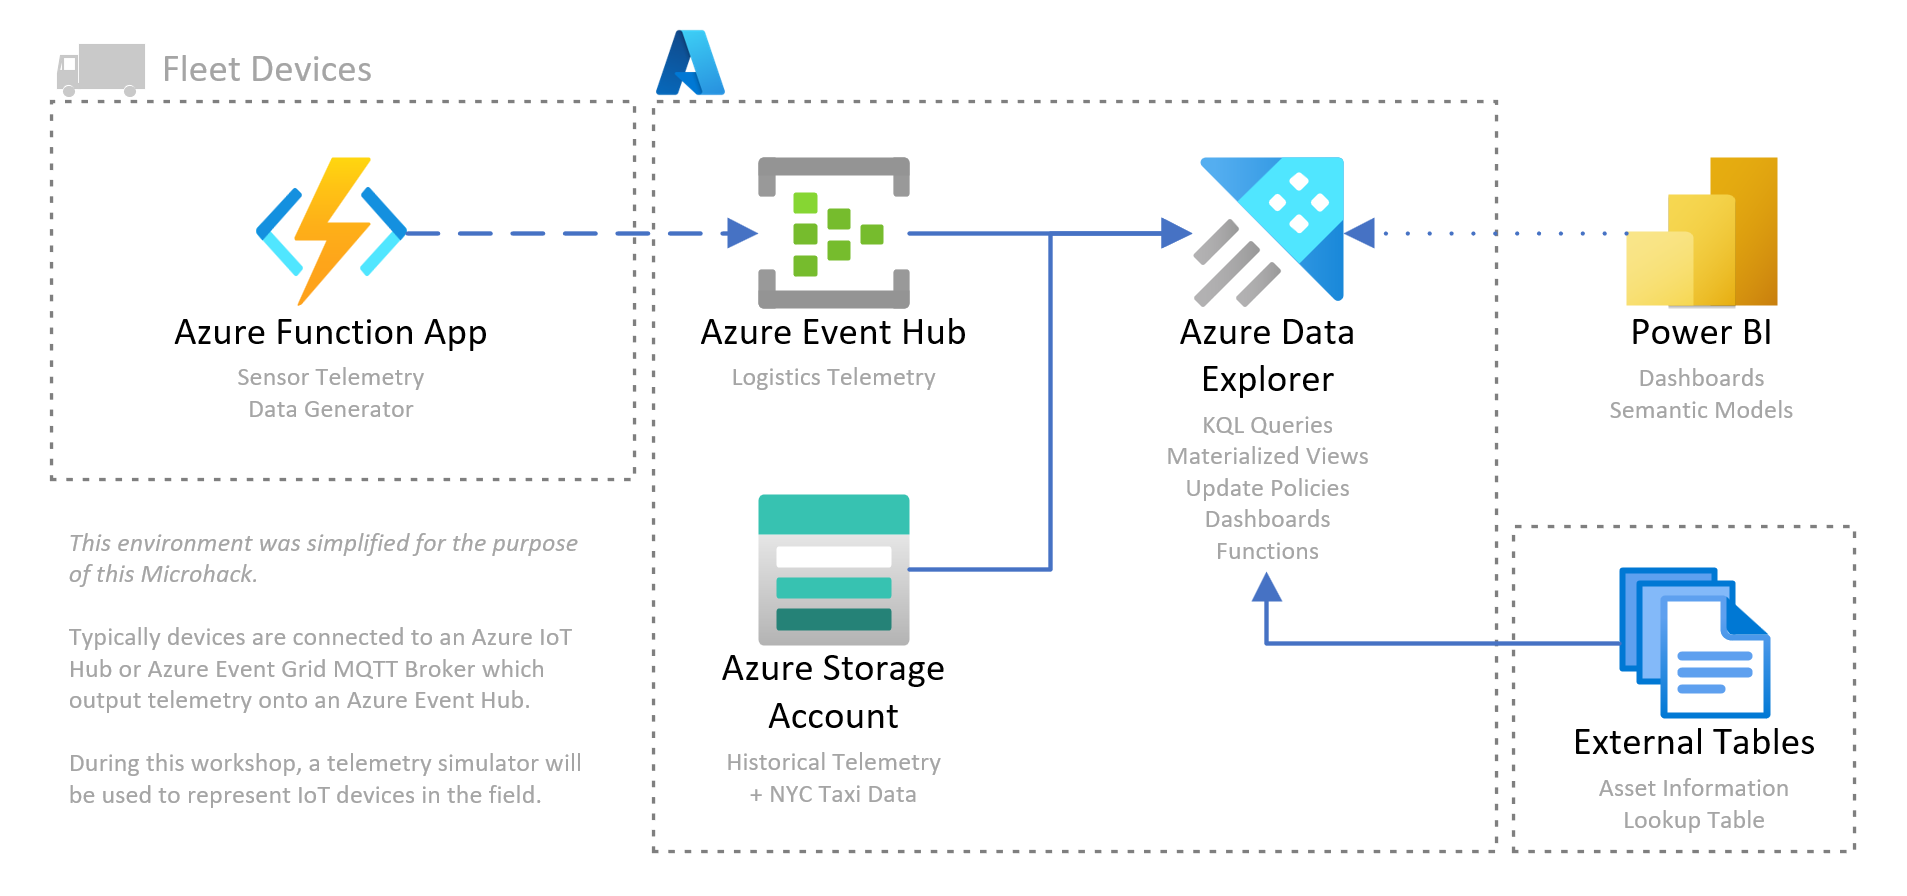 Fleet Devices
Azure Function App
Sensor Telemetry
Data Generator
This environment was simplified for the purpose
of this Microhack.
Typically devices are connected to an Azure IoT
Hub or Azure Event Grid MQTT Broker which
output telemetry onto an Azure Event Hub.
During this workshop, a telemetry simulator will
be used to represent IoT devices in the field.
Azure Event Hub
Logistics Telemetry
Azure Storage
Account
Historical Telemetry
+ NYC Taxi Data
Azure Data
Explorer
KQL Queries
Materialized Views
Update Policies
Dashboards
Functions
Power BI
Dashboards
Semantic Models
External Tables
Asset Information
Lookup Table